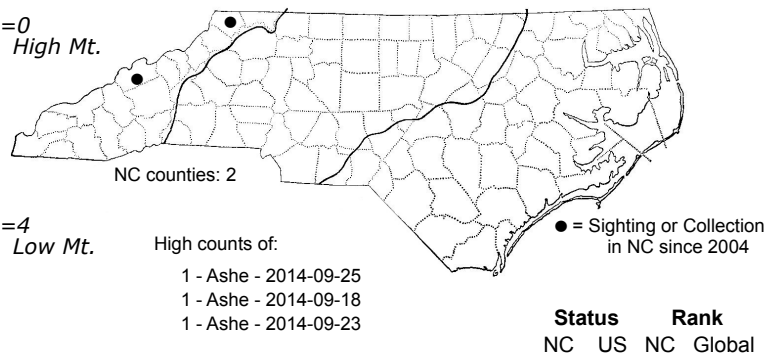 =0
High Mt.
NC counties: 2
=4
Low Mt.
High counts of:
1 - Ashe - 2014-09-25
1 - Ashe - 2014-09-18
1 - Ashe - 2014-09-23
● = Sighting or Collection
in NC since 2004
Status Rank
NC US NC Global